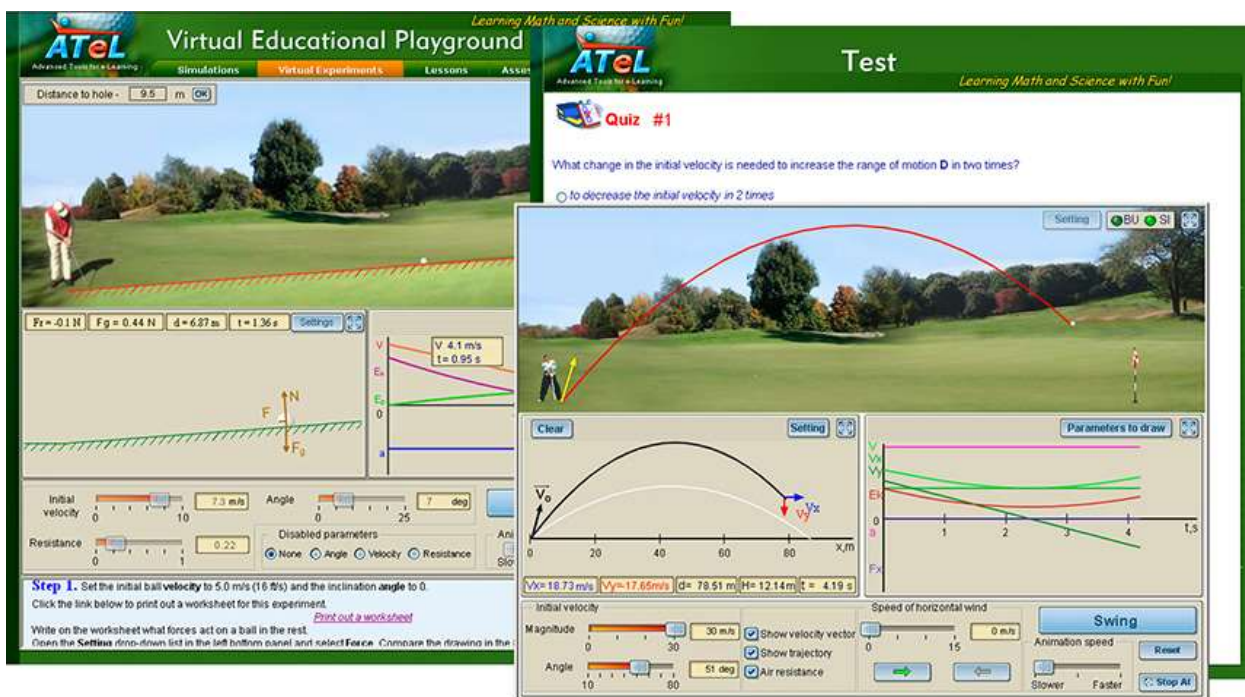 Learning Math and Science with Fun!
ATeL
Advanced Tools for e-Learning
Virtual Educational Playground
Simulations Virtual Experiments Lessons Asses
Distance to hole - 9.5 m OK
Fr = -0.1 N Fg = 0.44 N d = 6.87 m t = 1.36 s Settings
N
F
Fg
V
Ek
Ep
0
a
V 4.1 m/s
t = 0.95 s
Initial velocity 0 10 7.3 m/s Angle 0 25 7 deg
Resistance 0 1 0.22
Disabled parameters
None Angle Velocity Resistance
Ani
Slo
Step 1. Set the initial ball velocity to 5.0 m/s (16 ft/s) and the inclination angle to 0.
Click the link below to print out a worksheet for this experiment.
Print out a worksheet
Write on the worksheet what forces act on a ball in the rest.
Open the Setting drop-down list in the left bottom panel and select Force. Compare the drawing in the
ATeL
Advanced Tools for e-Learning
Test
Learning Math and Science with Fun!
Quiz #1
What change in the initial velocity is needed to increase the range of motion D in two times?
to decrease the initial velocity in 2 times
Setting BU SI
Clear Setting
V0
Vx
Vy
0 20 40 60 80 x,m
Vx= 18.73 m/s Vy=-17.65m/s d= 78.51 m H= 12.14m t = 4.19 s
Parameters to draw
V
Vx
Vy
Ek
0
a
Fx
1 2 3 4 t,s
Initial velocity
Magnitude 0 30 30 m/s
Angle 10 80 51 deg
Show velocity vector
Show trajectory
Air resistance
Speed of horizontal wind
0 15 0 m/s
Swing
Animation speed
Slower Faster
Reset
Stop At